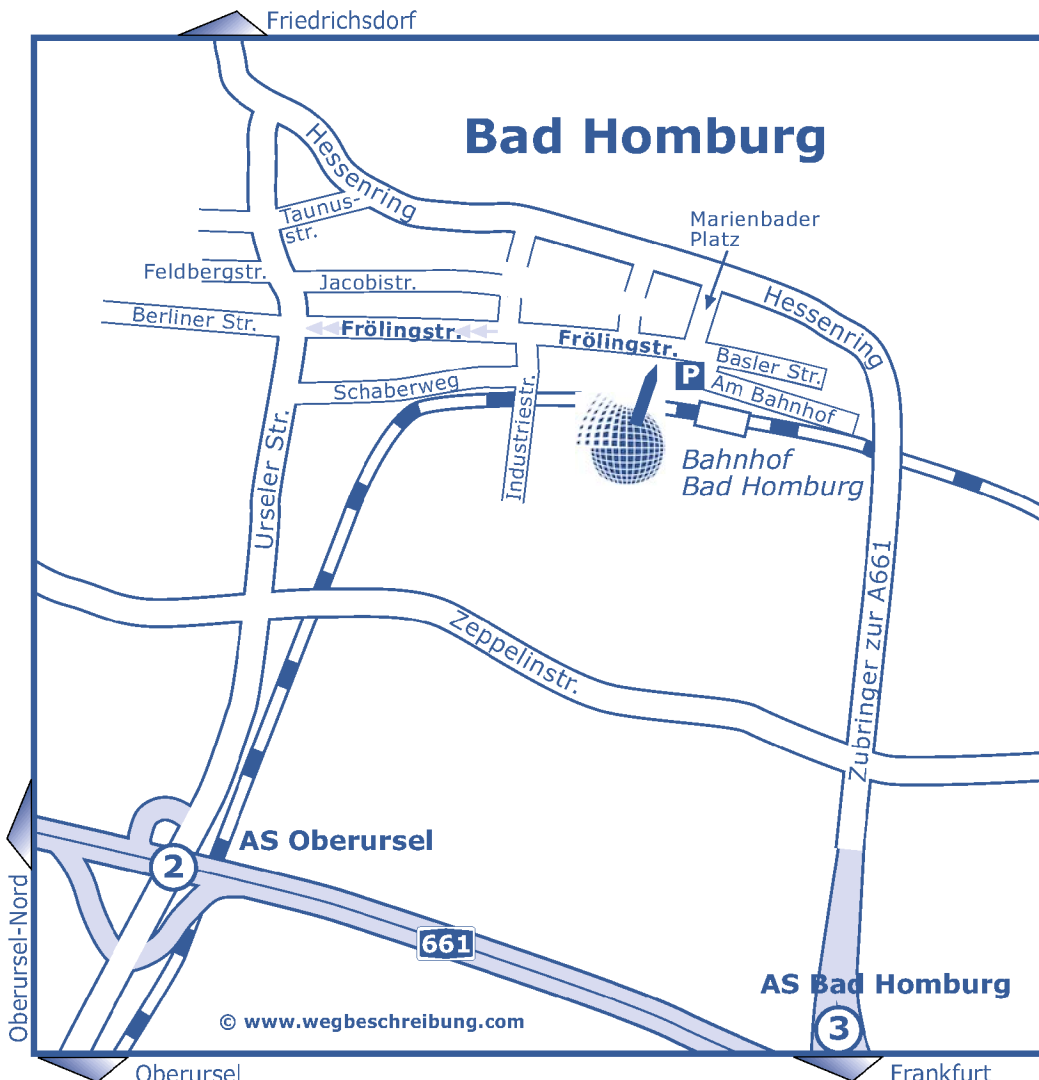 Friedrichsdorf
Bad Homburg
Hessenring
Taunus-
str.
Marienbader
Platz
Feldbergstr.
Jacobistr.
Hessenring
Berliner Str.
Frölingstr.
Frölingstr.
Basler Str.
P
Am Bahnhof
Schaberweg
Industriestr.
Urseler Str.
Bahnhof
Bad Homburg
Zubringer zur A661
Zeppelinstr.
AS Oberursel
2
Oberursel-Nord
661
AS Bad Homburg
3
© www.wegbeschreibung.com
Oberursel
Frankfurt